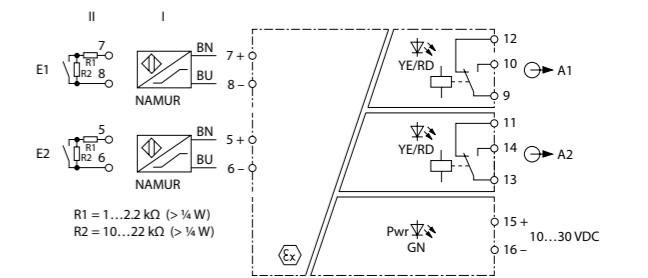 II I
E1 7 R1 R2 8
BN 7 +
BU 8 –
NAMUR
E2 5 R1 R2 6
BN 5 +
BU 6 –
NAMUR
R1 = 1…2.2 kΩ (> ¼ W)
R2 = 10…22 kΩ (> ¼ W)
εx
YE/RD
12
10
9
A1
YE/RD
11
14
13
A2
Pwr
GN
15 +
16 –
10…30 VDC